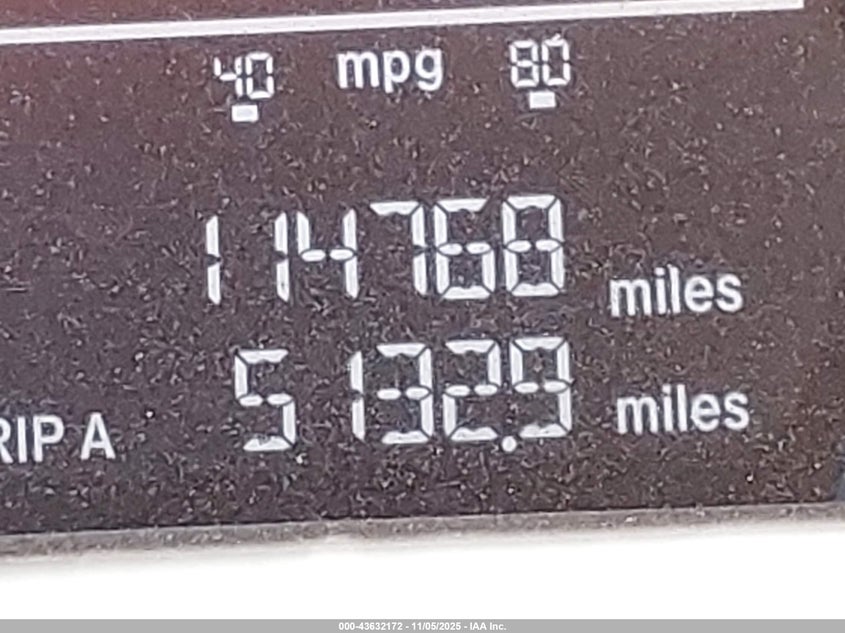 40 mpg 80
114768 miles
RIP A 5132.9 miles
000-43632172 - 11/05/2025 - IAA Inc.